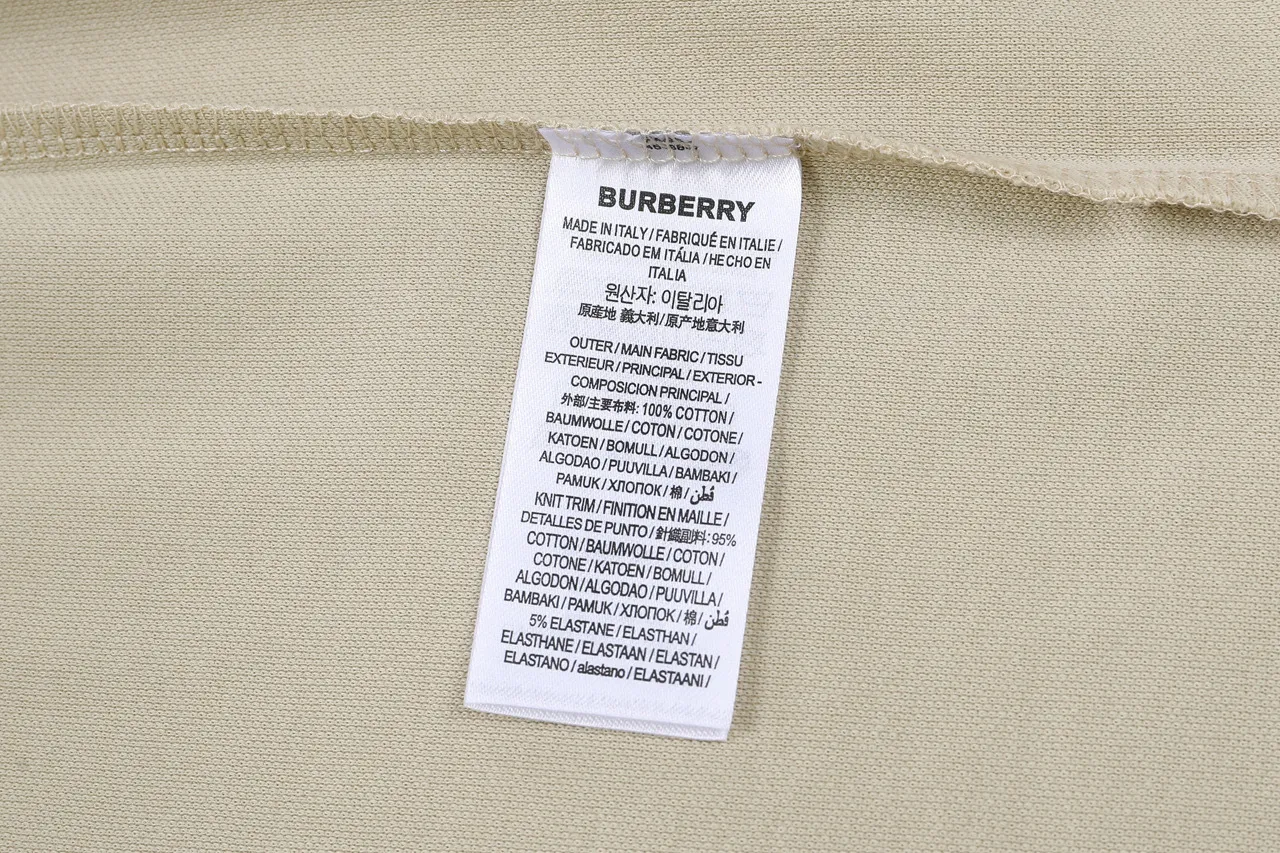 BURBERRY
MADE IN ITALY / FABRIQUÉ EN ITALIE /
FABRICADO EM ITÁLIA / HECHO EN
ITALIA
원산자: 이탈리아
原産地 義大利/原产地意大利
OUTER / MAIN FABRIC / TISSU
EXTERIEUR / PRINCIPAL / EXTERIOR -
COMPOSICION PRINCIPAL /
外部/主要布料: 100% COTTON /
BAUMWOLLE / COTON / COTONE /
KATOEN / BOMULL / ALGODON /
ALGODAO / PUUVILLA / BAMBAKI /
PAMUK / ХЛОПОК / 棉 / قُطْن
KNIT TRIM / FINITION EN MAILLE /
DETALLES DE PUNTO / 針織副料: 95%
COTTON / BAUMWOLLE / COTON /
COTONE / KATOEN / BOMULL /
ALGODON / ALGODAO / PUUVILLA /
BAMBAKI / PAMUK / ХЛОПОК / 棉 / قُطْن
5% ELASTANE / ELASTHAN /
ELASTHANE / ELASTAAN / ELASTAN /
ELASTANO / alastano / ELASTAANI /